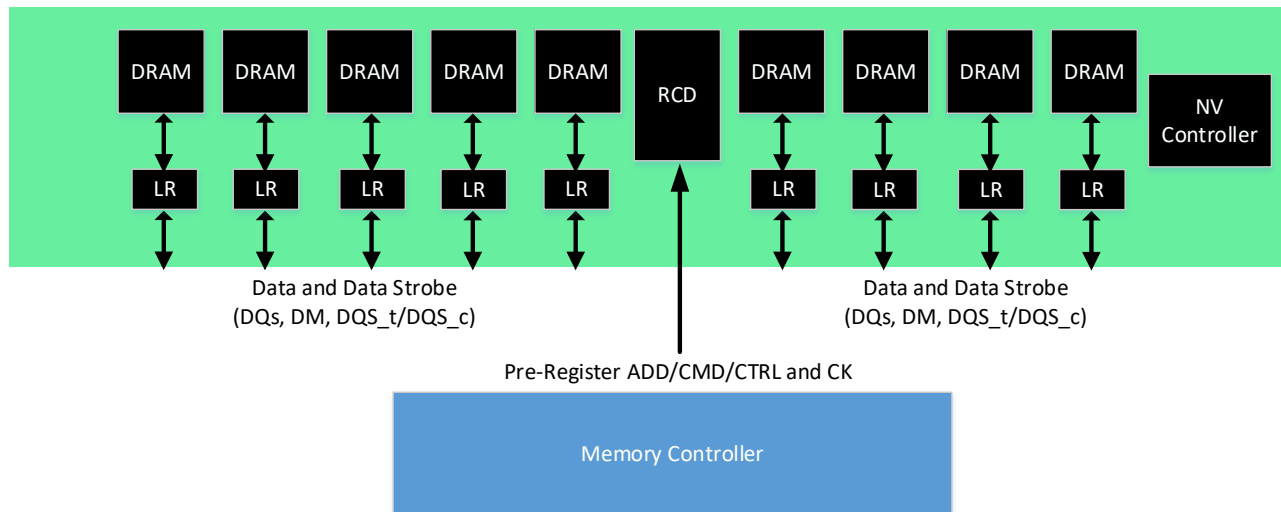 DRAM DRAM DRAM DRAM DRAM RCD DRAM DRAM DRAM DRAM
NV
Controller
LR LR LR LR LR LR LR LR LR
Data and Data Strobe
(DQs, DM, DQS_t/DQS_c)
Data and Data Strobe
(DQs, DM, DQS_t/DQS_c)
Pre-Register ADD/CMD/CTRL and CK
Memory Controller